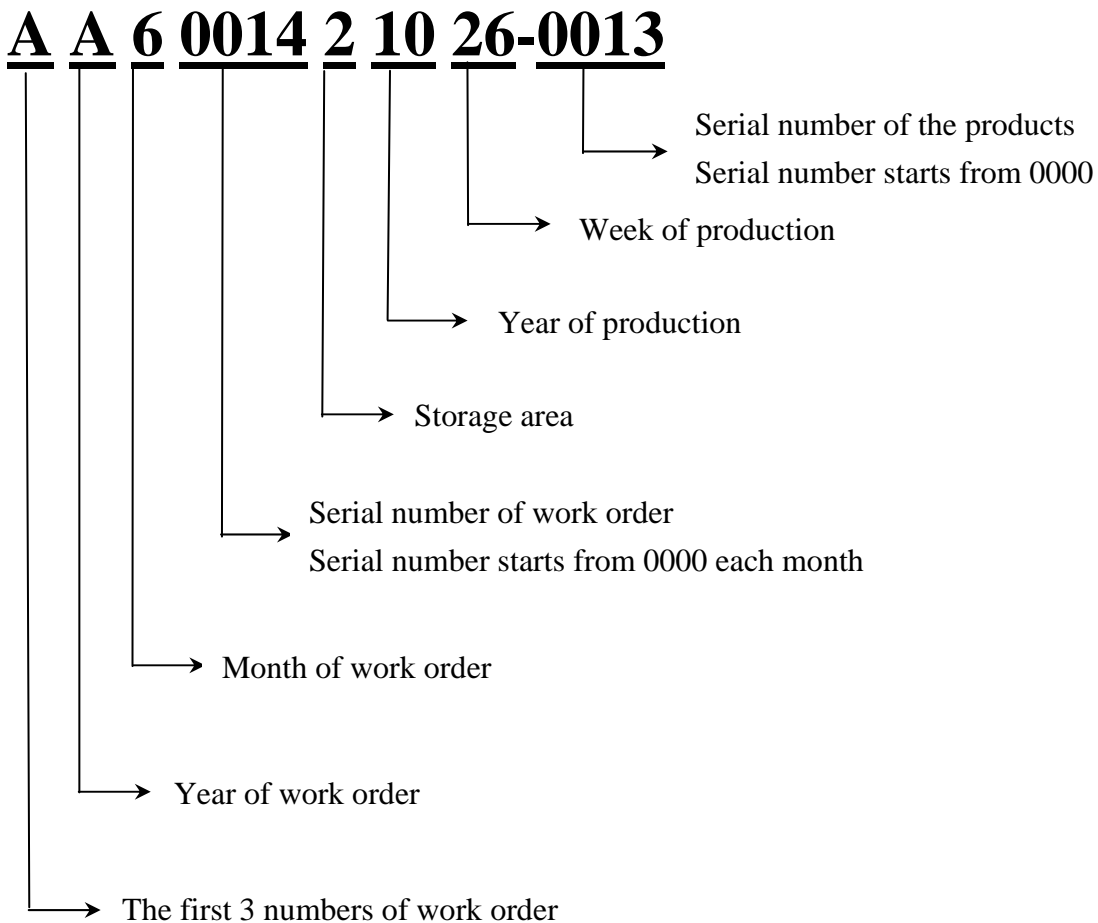 A A 6 0014 2 10 26-0013
Serial number of the products
Serial number starts from 0000
Week of production
Year of production
Storage area
Serial number of work order
Serial number starts from 0000 each month
Month of work order
Year of work order
The first 3 numbers of work order